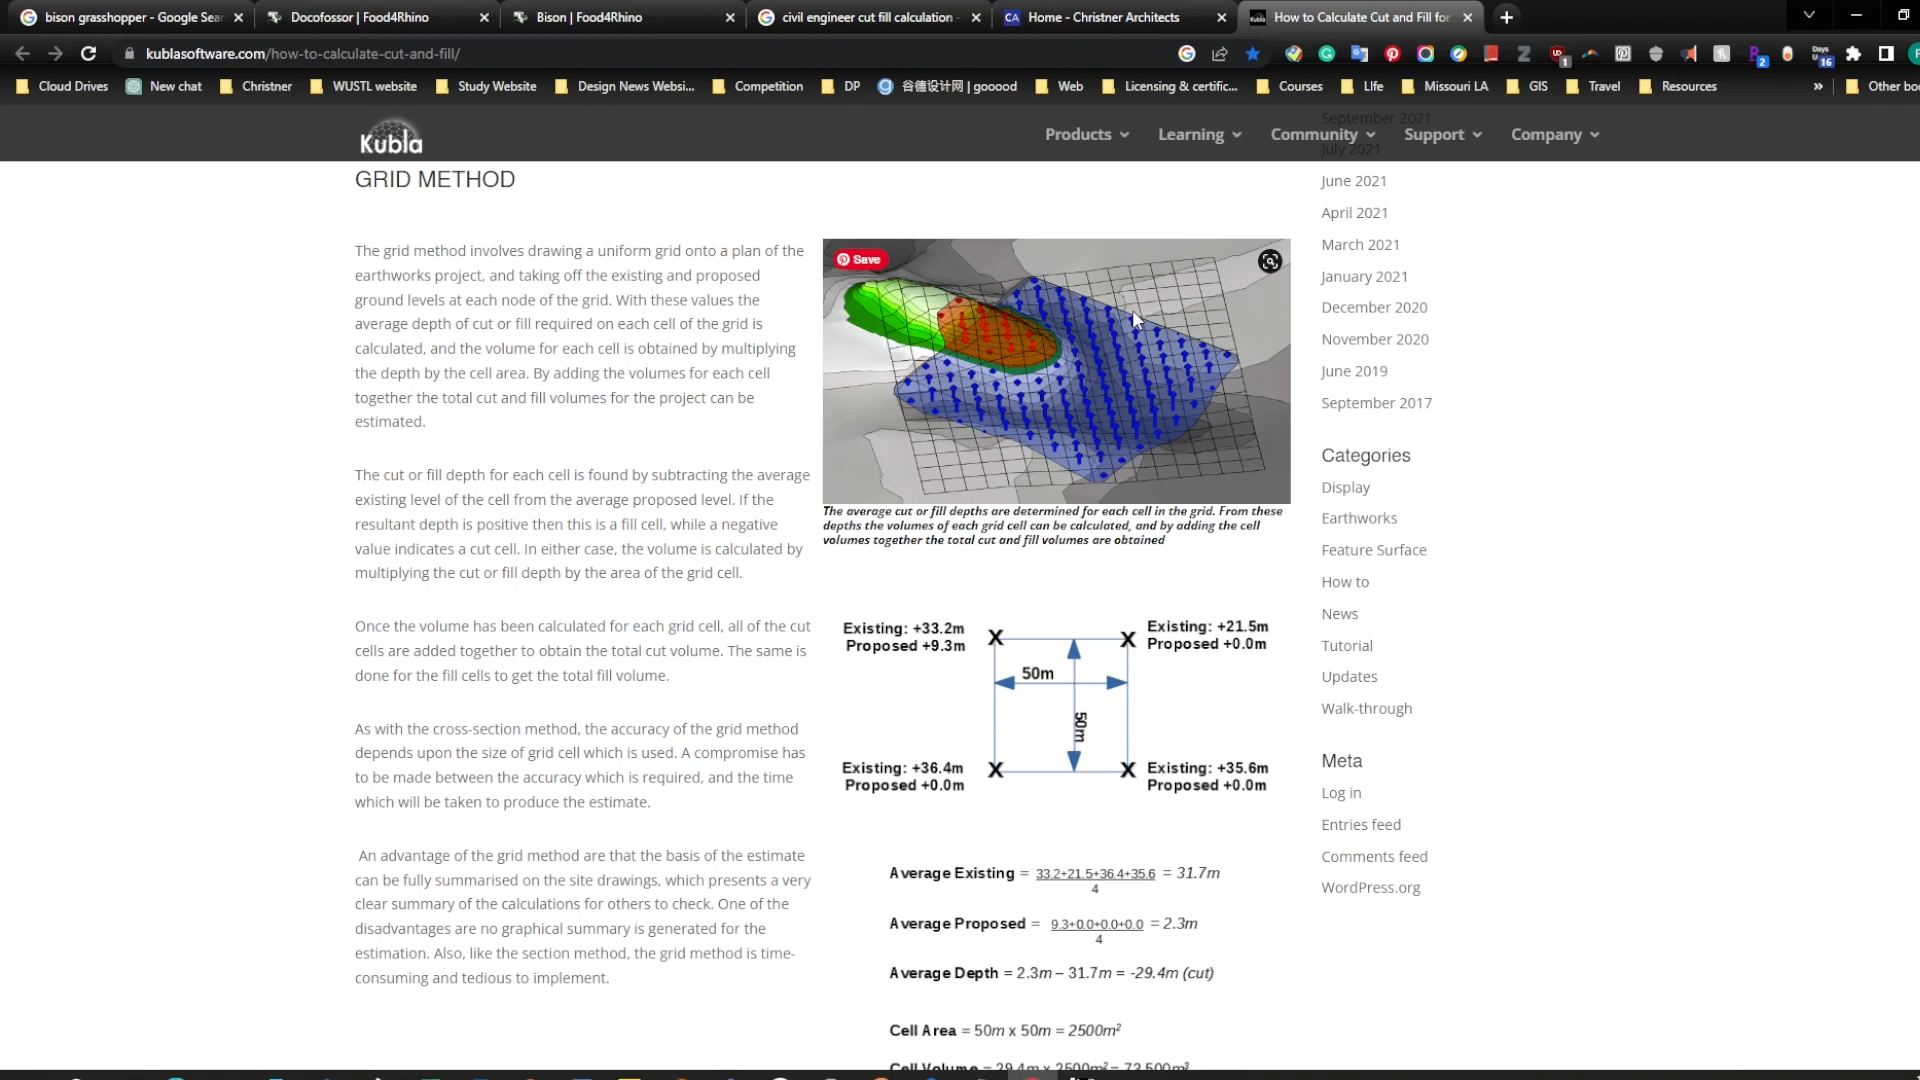 bison grasshopper - Google Sear
Docofossor | Food4Rhino
Bison | Food4Rhino
civil engineer cut fill calculation -
CA Home - Christner Architects
How to Calculate Cut and Fill for
kublasoftware.com/how-to-calculate-cut-and-fill/
Cloud Drives
New chat
Christner
WUSTL website
Study Website
Design News Websi...
Competition
DP
谷德设计网 | gooood
Web
Licensing & certific...
Courses
LIfe
Missouri LA
GIS
Travel
Resources
»
Other boo
Kubla
Products
Learning
Community
Support
Company
September 2021
July 2021
June 2021
April 2021
March 2021
January 2021
December 2020
November 2020
June 2019
September 2017
GRID METHOD
The grid method involves drawing a uniform grid onto a plan of the
earthworks project, and taking off the existing and proposed
ground levels at each node of the grid. With these values the
average depth of cut or fill required on each cell of the grid is
calculated, and the volume for each cell is obtained by multiplying
the depth by the cell area. By adding the volumes for each cell
together the total cut and fill volumes for the project can be
estimated.
The cut or fill depth for each cell is found by subtracting the average
existing level of the cell from the average proposed level. If the
resultant depth is positive then this is a fill cell, while a negative
value indicates a cut cell. In either case, the volume is calculated by
multiplying the cut or fill depth by the area of the grid cell.
Once the volume has been calculated for each grid cell, all of the cut
cells are added together to obtain the total cut volume. The same is
done for the fill cells to get the total fill volume.
As with the cross-section method, the accuracy of the grid method
depends upon the size of grid cell which is used. A compromise has
to be made between the accuracy which is required, and the time
which will be taken to produce the estimate.
An advantage of the grid method are that the basis of the estimate
can be fully summarised on the site drawings, which presents a very
clear summary of the calculations for others to check. One of the
disadvantages are no graphical summary is generated for the
estimation. Also, like the section method, the grid method is time-
consuming and tedious to implement.
Save
The average cut or fill depths are determined for each cell in the grid. From these
depths the volumes of each grid cell can be calculated, and by adding the cell
volumes together the total cut and fill volumes are obtained
Existing: +33.2m
Proposed +9.3m
X
X
Existing: +21.5m
Proposed +0.0m
50m
50m
Existing: +36.4m
Proposed +0.0m
X
X
Existing: +35.6m
Proposed +0.0m
Average Existing = 33.2+21.5+36.4+35.6 = 31.7m
4
Average Proposed = 9.3+0.0+0.0+0.0 = 2.3m
4
Average Depth = 2.3m – 31.7m = -29.4m (cut)
Cell Area = 50m x 50m = 2500m²
Cell Volume = 29.4m x 2500m² = 73,500m³
Categories
Display
Earthworks
Feature Surface
How to
News
Tutorial
Updates
Walk-through
Meta
Log in
Entries feed
Comments feed
WordPress.org